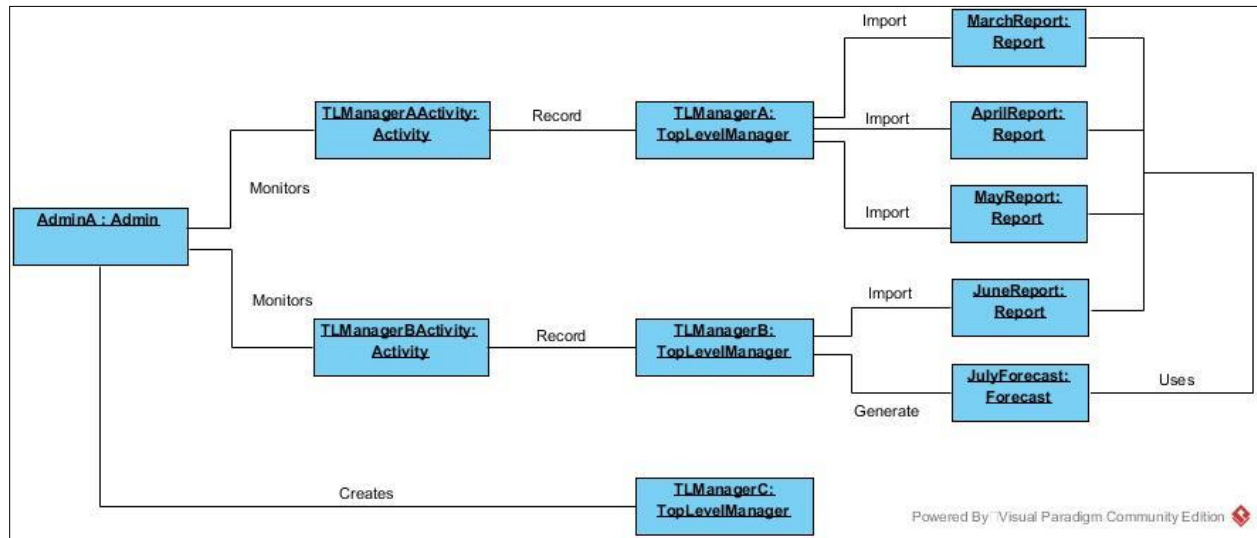 Import
MarchReport:
Report
TLManagerAActivity:
Activity
Record
TLManagerA:
TopLevelManager
Import
AprilReport:
Report
Monitors
Import
MayReport:
Report
AdminA : Admin
Monitors
Import
JuneReport:
Report
TLManagerBActivity:
Activity
Record
TLManagerB:
TopLevelManager
JulyForecast:
Forecast
Uses
Generate
Creates
TLManagerC:
TopLevelManager
Powered By Visual Paradigm Community Edition